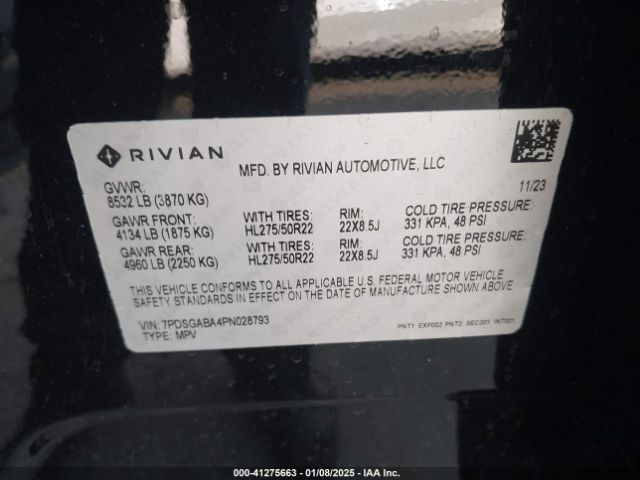 RIVIAN
MFD. BY RIVIAN AUTOMOTIVE, LLC
GVWR:
8532 LB (3870 KG)
11/23
GAWR FRONT: WITH TIRES: RIM: COLD TIRE PRESSURE:
4134 LB (1875 KG) HL275/50R22 22X8.5J 331 KPA, 48 PSI
GAWR REAR: WITH TIRES: RIM: COLD TIRE PRESSURE:
4960 LB (2250 KG) HL275/50R22 22X8.5J 331 KPA, 48 PSI
THIS VEHICLE CONFORMS TO ALL APPLICABLE U.S. FEDERAL MOTOR VEHICLE
SAFETY STANDARDS IN EFFECT ON THE DATE OF MANUFACTURE SHOWN ABOVE
VIN: 7PDSGABA4PN028793
TYPE: MPV
PNT1 EXP002 PNT2 SEC001 INT001
000-41275663 - 01/08/2025 - IAA Inc.